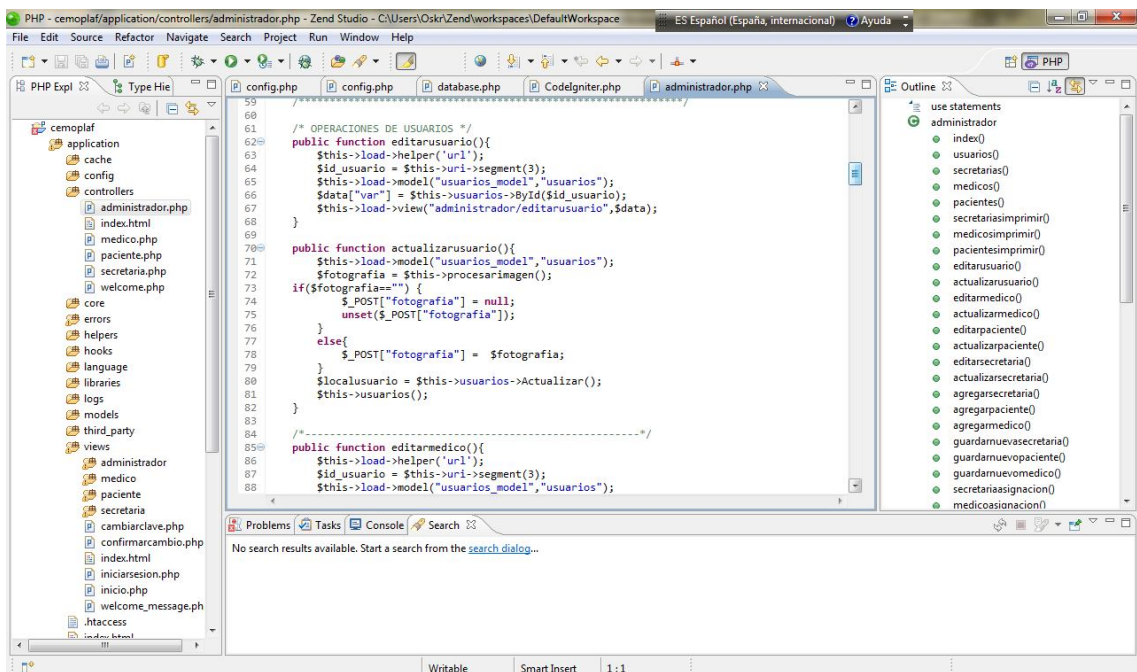 PHP - cemoplaf/application/controllers/administrador.php - Zend Studio - C:\Users\Oskr\Zend\workspaces\DefaultWorkspace
ES Español (España, internacional) Ayuda
File Edit Source Refactor Navigate Search Project Run Window Help
PHP
PHP Expl Type Hie
cemoplaf
application
cache
config
controllers
administrador.php
index.html
medico.php
paciente.php
secretaria.php
welcome.php
core
errors
helpers
hooks
language
libraries
logs
models
third_party
views
administrador
medico
paciente
secretaria
cambiarclave.php
confirmarcambio.php
index.html
iniciarsesion.php
inicio.php
welcome_message.ph
.htaccess
index.html
config.php config.php database.php CodeIgniter.php administrador.php
59 /*************************************************/
60
61 /* OPERACIONES DE USUARIOS */
62 public function editarusuario(){
63 $this->load->helper('url');
64 $id_usuario = $this->uri->segment(3);
65 $this->load->model("usuarios_model","usuarios");
66 $data["var"] = $this->usuarios->ById($id_usuario);
67 $this->load->view("administrador/editarusuario",$data);
68 }
69
70 public function actualizarusuario(){
71 $this->load->model("usuarios_model","usuarios");
72 $fotografia = $this->procesarimagen();
73 if($fotografia=="") {
74 $_POST["fotografia"] = null;
75 unset($_POST["fotografia"]);
76 }
77 else{
78 $_POST["fotografia"] = $fotografia;
79 }
80 $localusuario = $this->usuarios->Actualizar();
81 $this->usuarios();
82 }
83
84 /*------------------------------------------------------*/
85 public function editarmedico(){
86 $this->load->helper('url');
87 $id_usuario = $this->uri->segment(3);
88 $this->load->model("usuarios_model","usuarios");
Outline
use statements
administrador
index()
usuarios()
secretarias()
medicos()
pacientes()
secretariasimprimir()
medicosimprimir()
pacientesimprimir()
editarusuario()
actualizarusuario()
editarmedico()
actualizarmedico()
editarpaciente()
actualizarpaciente()
editarsecretaria()
actualizarsecretaria()
agregarsecretaria()
agregarpaciente()
agregarmedico()
guardarnuevasecretaria()
guardarnuevopaciente()
guardarnuevomedico()
secretariaasignacion()
medicoasignacion()
Problems Tasks Console Search
No search results available. Start a search from the search dialog...
Writable Smart Insert 1 : 1